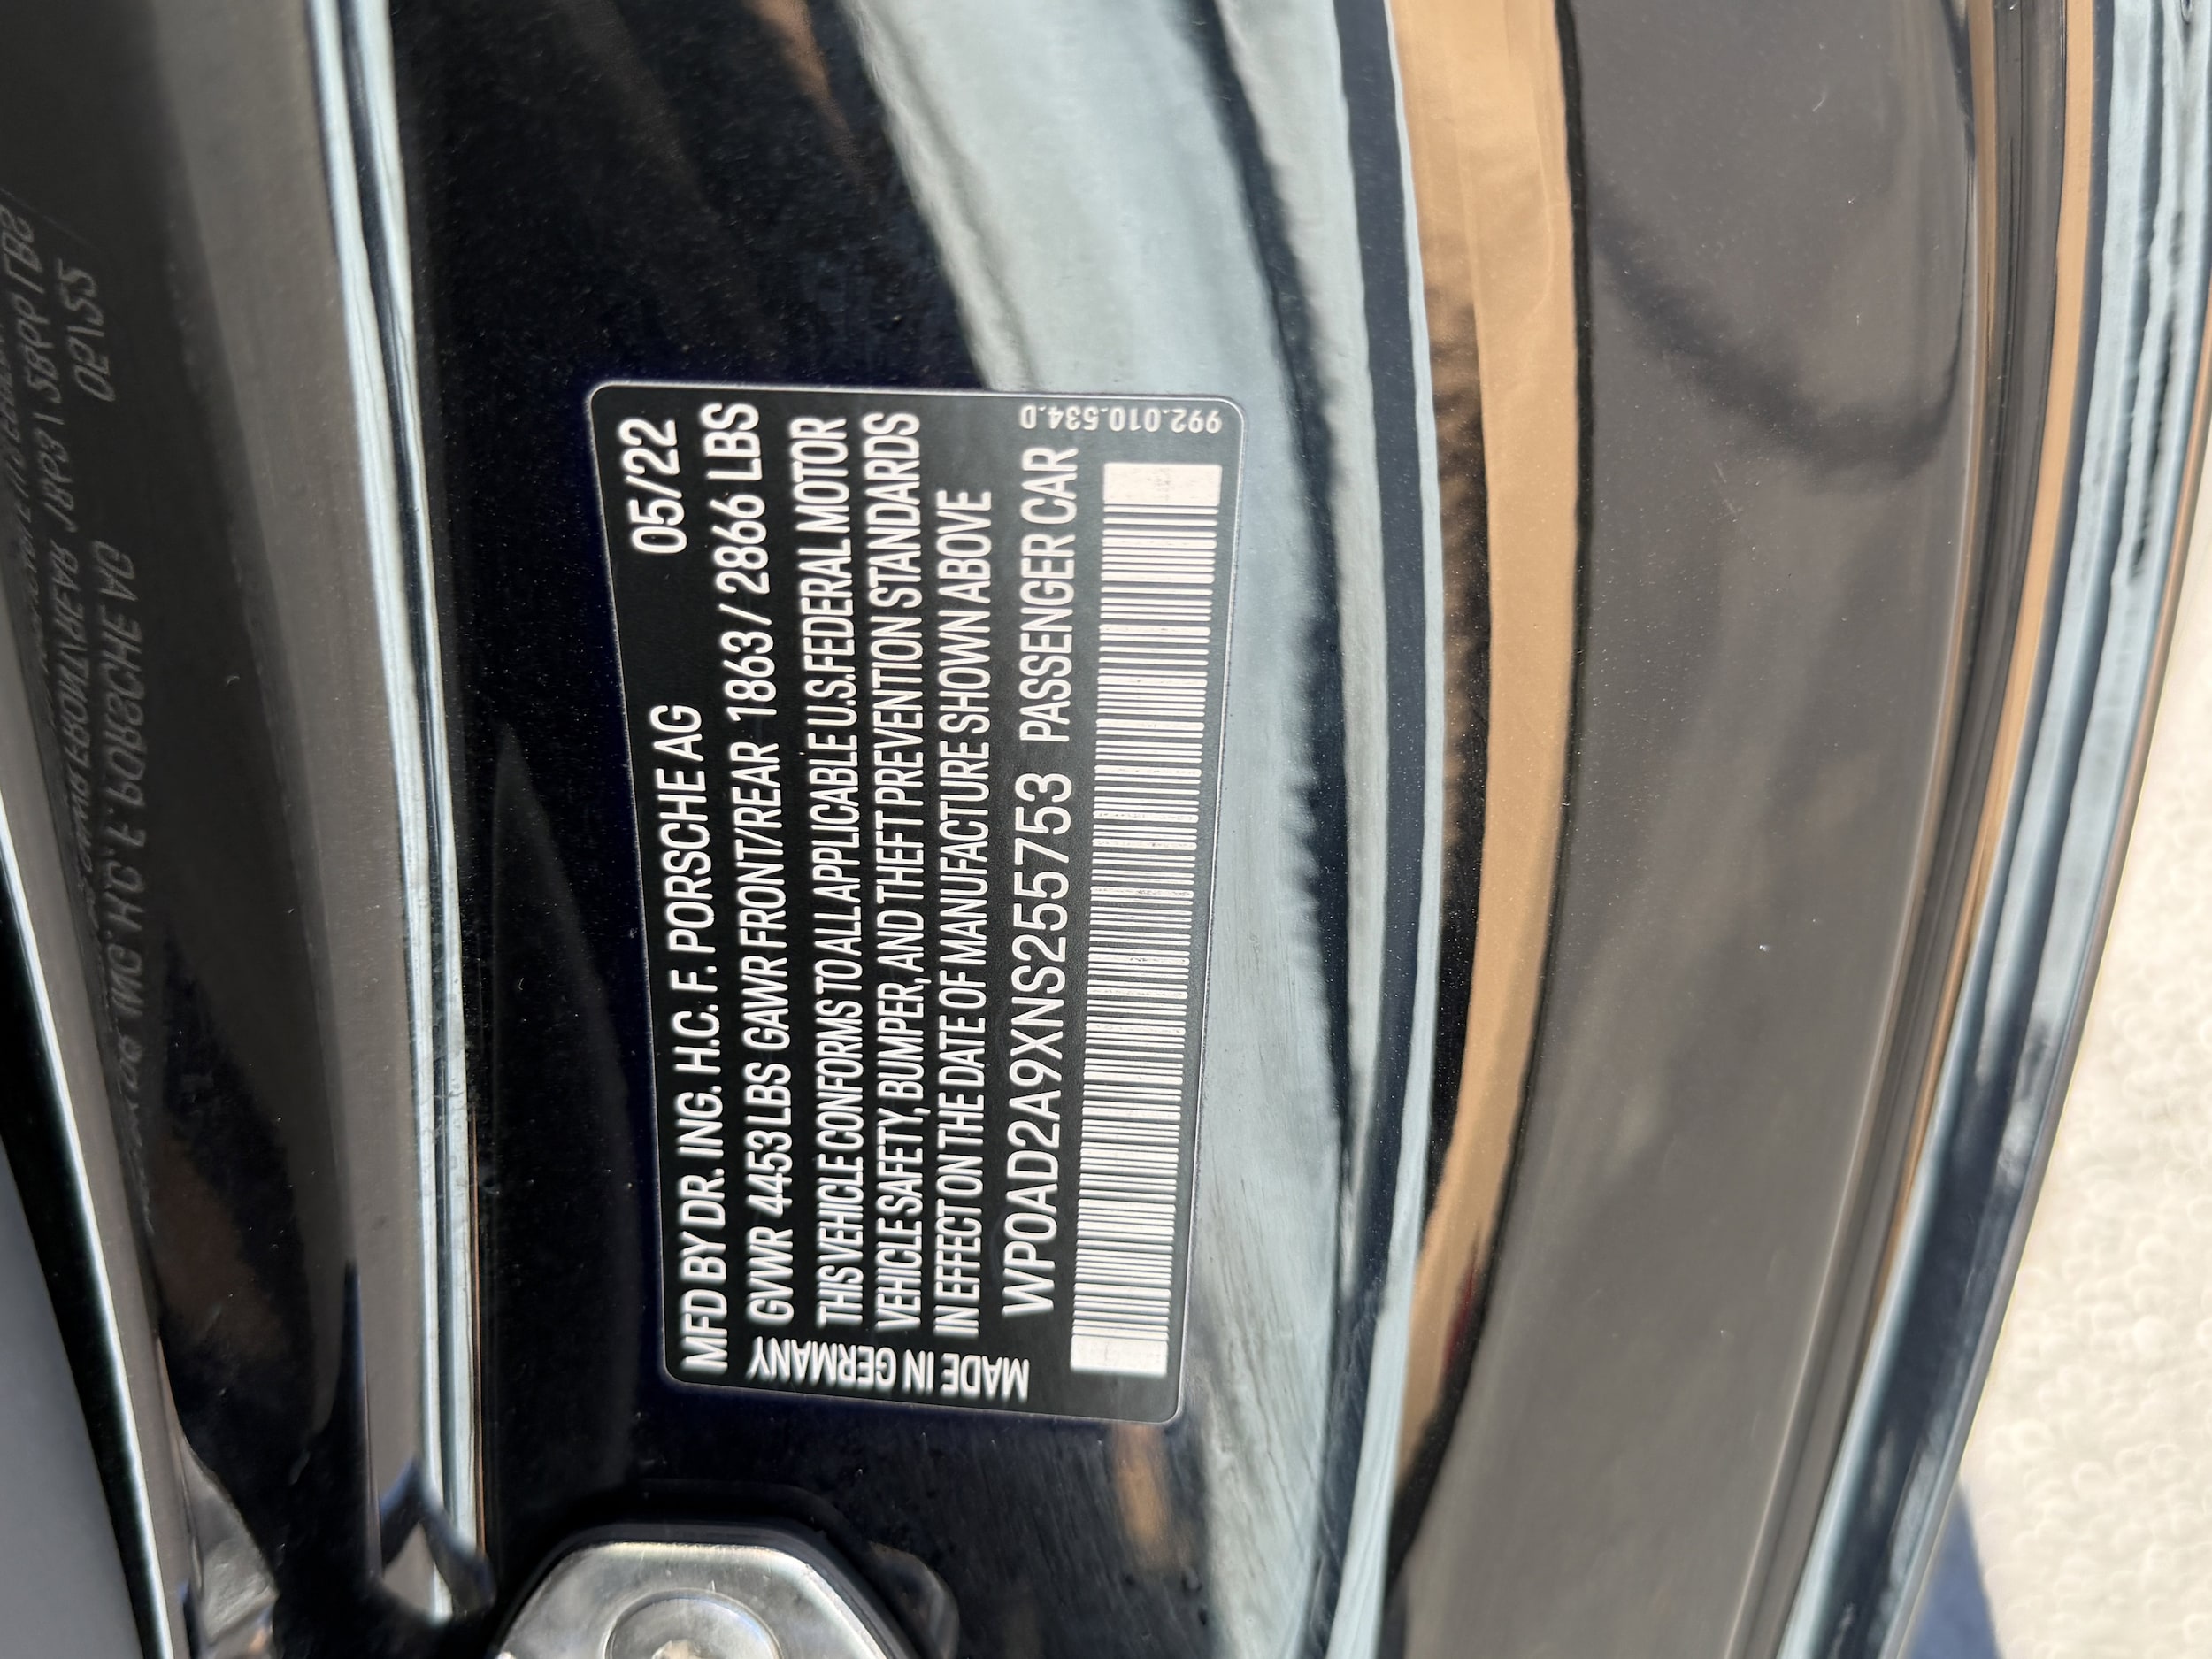 MFD BY DR. ING. H.C. F. PORSCHE AG 05/22
GVWR 4453 LBS GAWR FRONT/REAR 1863 / 2866 LBS
THIS VEHICLE CONFORMS TO ALL APPLICABLE U.S. FEDERAL MOTOR
VEHICLE SAFETY, BUMPER, AND THEFT PREVENTION STANDARDS
IN EFFECT ON THE DATE OF MANUFACTURE SHOWN ABOVE
WP0AD2A9XNS255753 PASSENGER CAR
MADE IN GERMANY
992.010.534.D